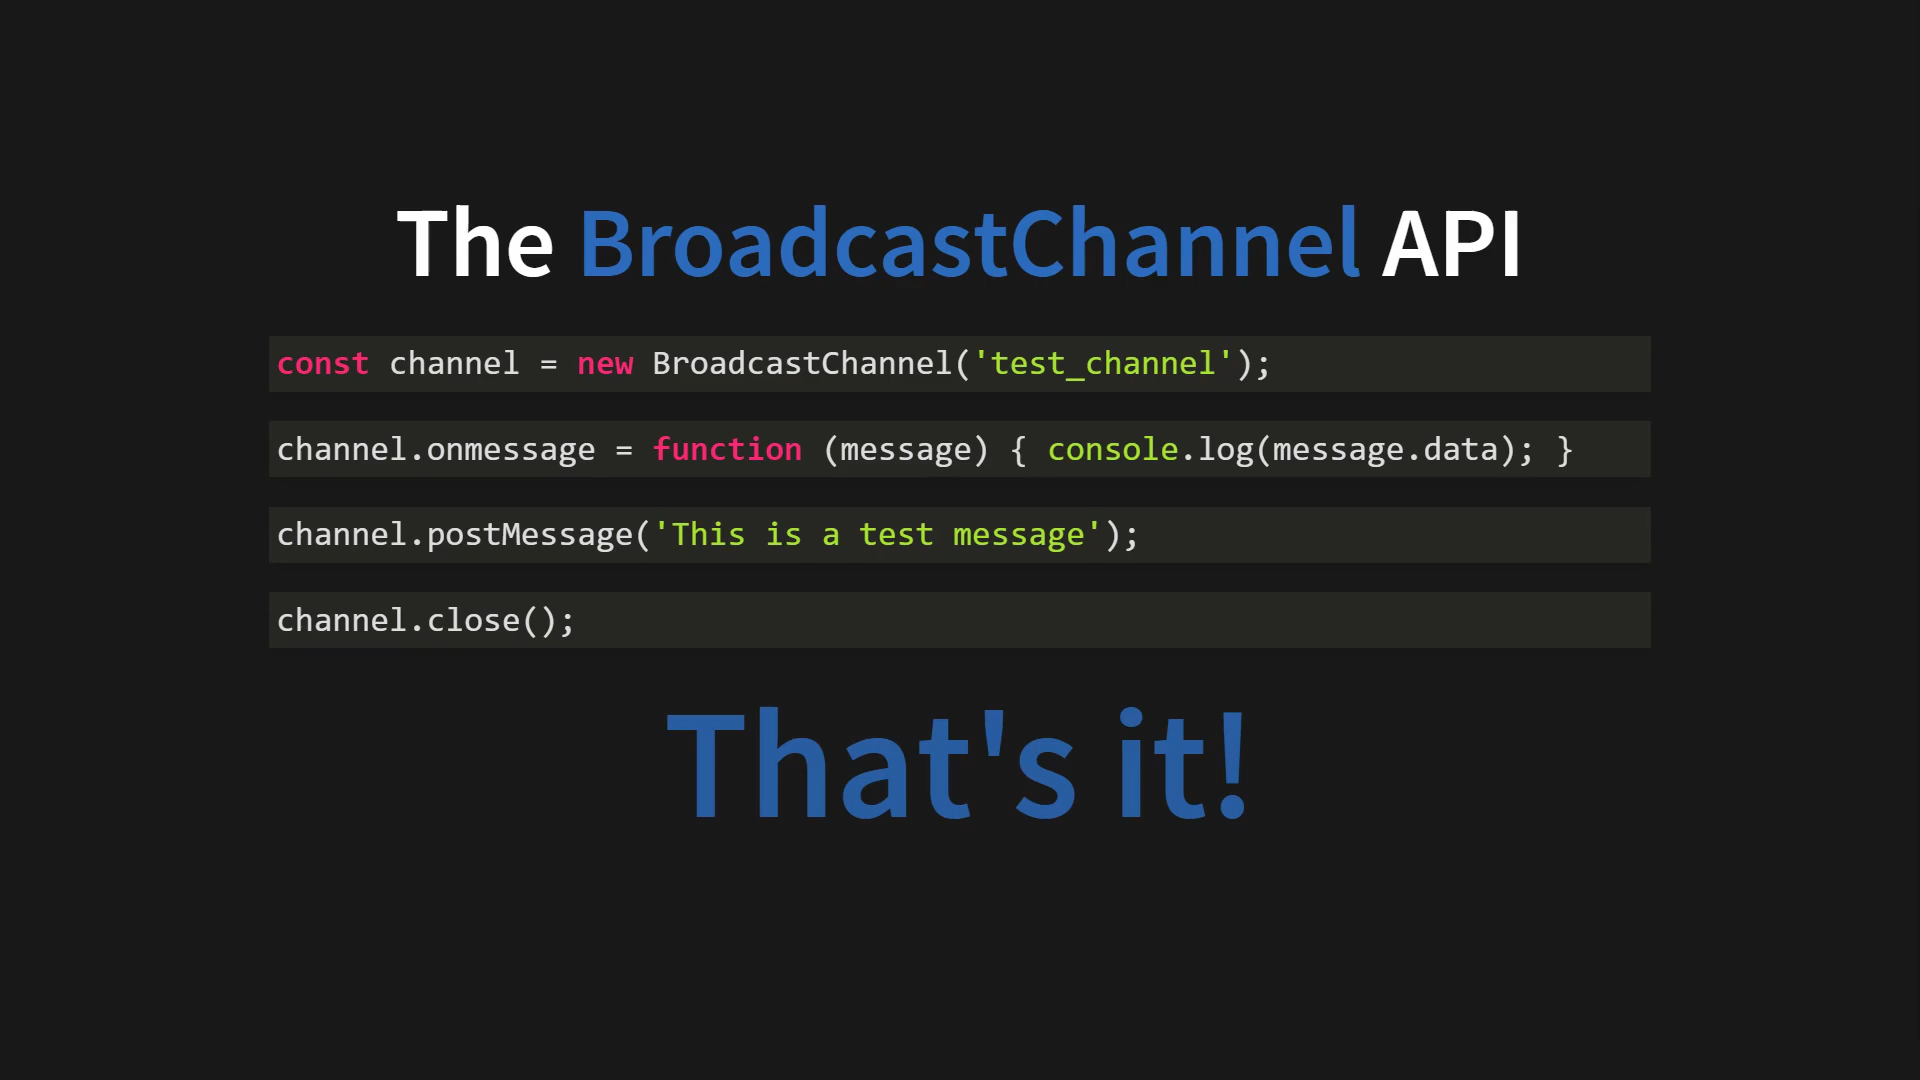 The BroadcastChannel API
const channel = new BroadcastChannel('test_channel');
channel.onmessage = function (message) { console.log(message.data); }
channel.postMessage('This is a test message');
channel.close();
That's it!